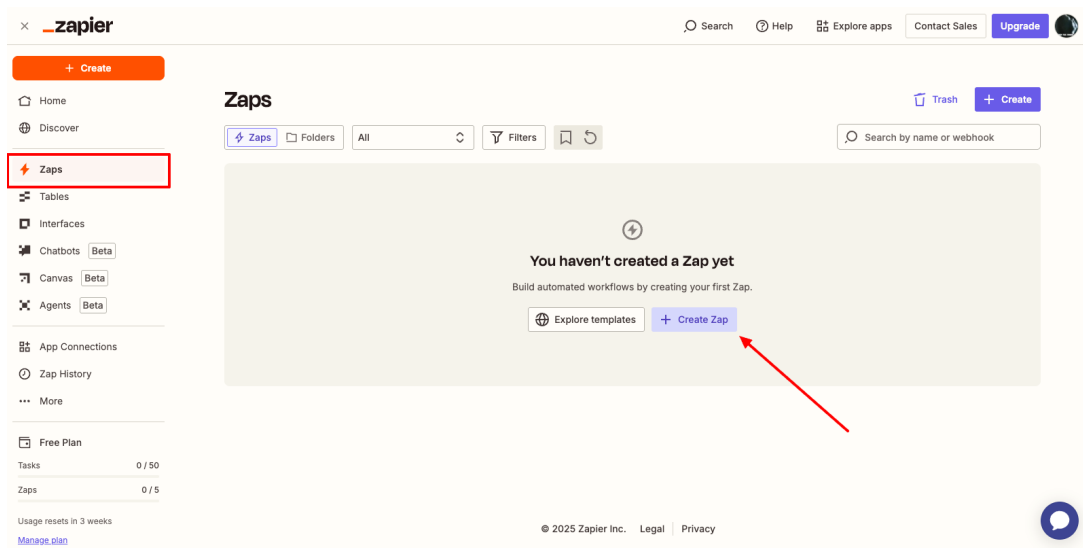 _zapier
Search
Help
Explore apps
Contact Sales
Upgrade
+ Create
Home
Discover
Zaps
Tables
Interfaces
Chatbots Beta
Canvas Beta
Agents Beta
App Connections
Zap History
More
Free Plan
Tasks 0 / 50
Zaps 0 / 5
Usage resets in 3 weeks
Manage plan
Zaps
Trash
+ Create
Zaps
Folders
All
Filters
Search by name or webhook
You haven't created a Zap yet
Build automated workflows by creating your first Zap.
Explore templates
+ Create Zap
© 2025 Zapier Inc. Legal Privacy